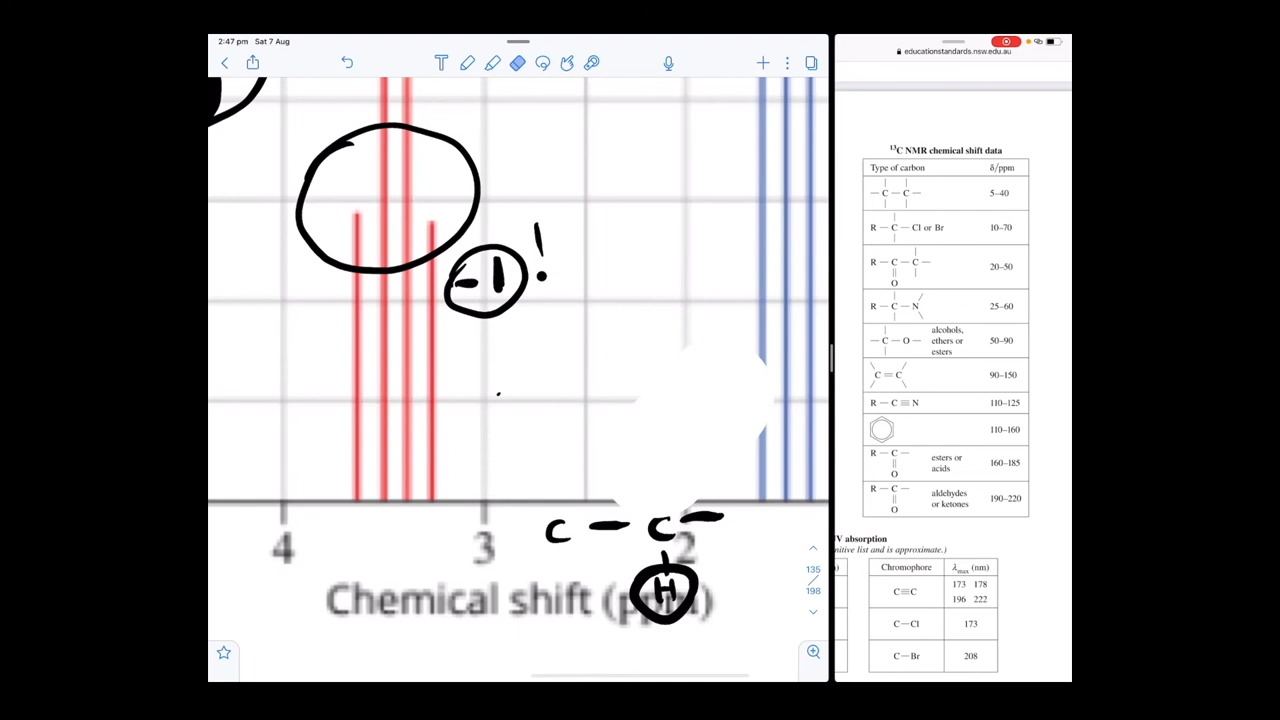 2:47 pm Sat 7 Aug
T
-1 !
4 3 2
C - C -
H
Chemical shift (ppm)
135
198
educationstandards.nsw.edu.au
¹³C NMR chemical shift data
Type of carbon δ/ppm
— C — C — 5–40
R — C — Cl or Br 10–70
R — C — C —
O
20–50
R — C — N 25–60
— C — O — alcohols, ethers or esters 50–90
C = C 90–150
R — C ≡ N 110–125
110–160
R — C —
O
esters or acids 160–185
R — C —
O
aldehydes or ketones 190–220
V absorption
nitive list and is approximate.)
Chromophore λmax (nm)
C≡C 173 178
196 222
C—Cl 173
C—Br 208